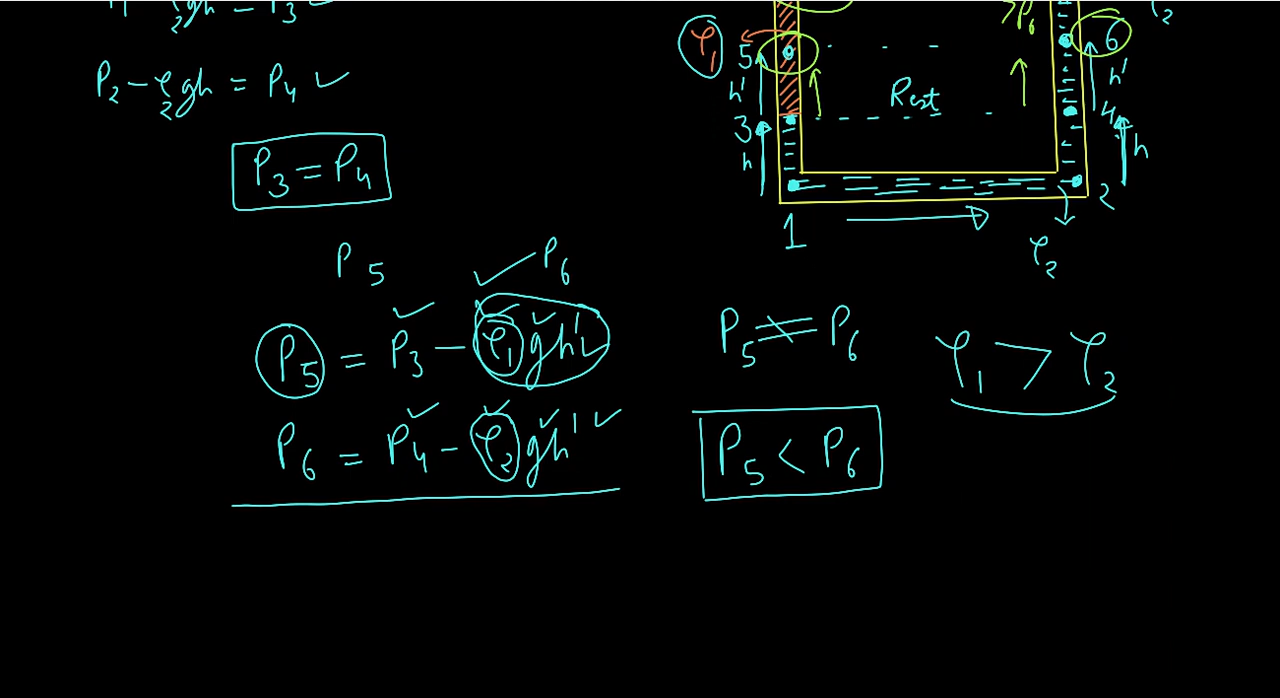 P₂ − ρ₂gh = P₄ ✓
P₃ = P₄
P₅ ✓ P₆
P₅ = P₃ − ρ₁gh'
P₆ = P₄ − ρ₂gh'
P₅ ≠ P₆
ρ₁ > ρ₂
P₅ < P₆
ρ₁
5
6
h'
Rest
h'
3
4
h
h
1
2
ρ₂